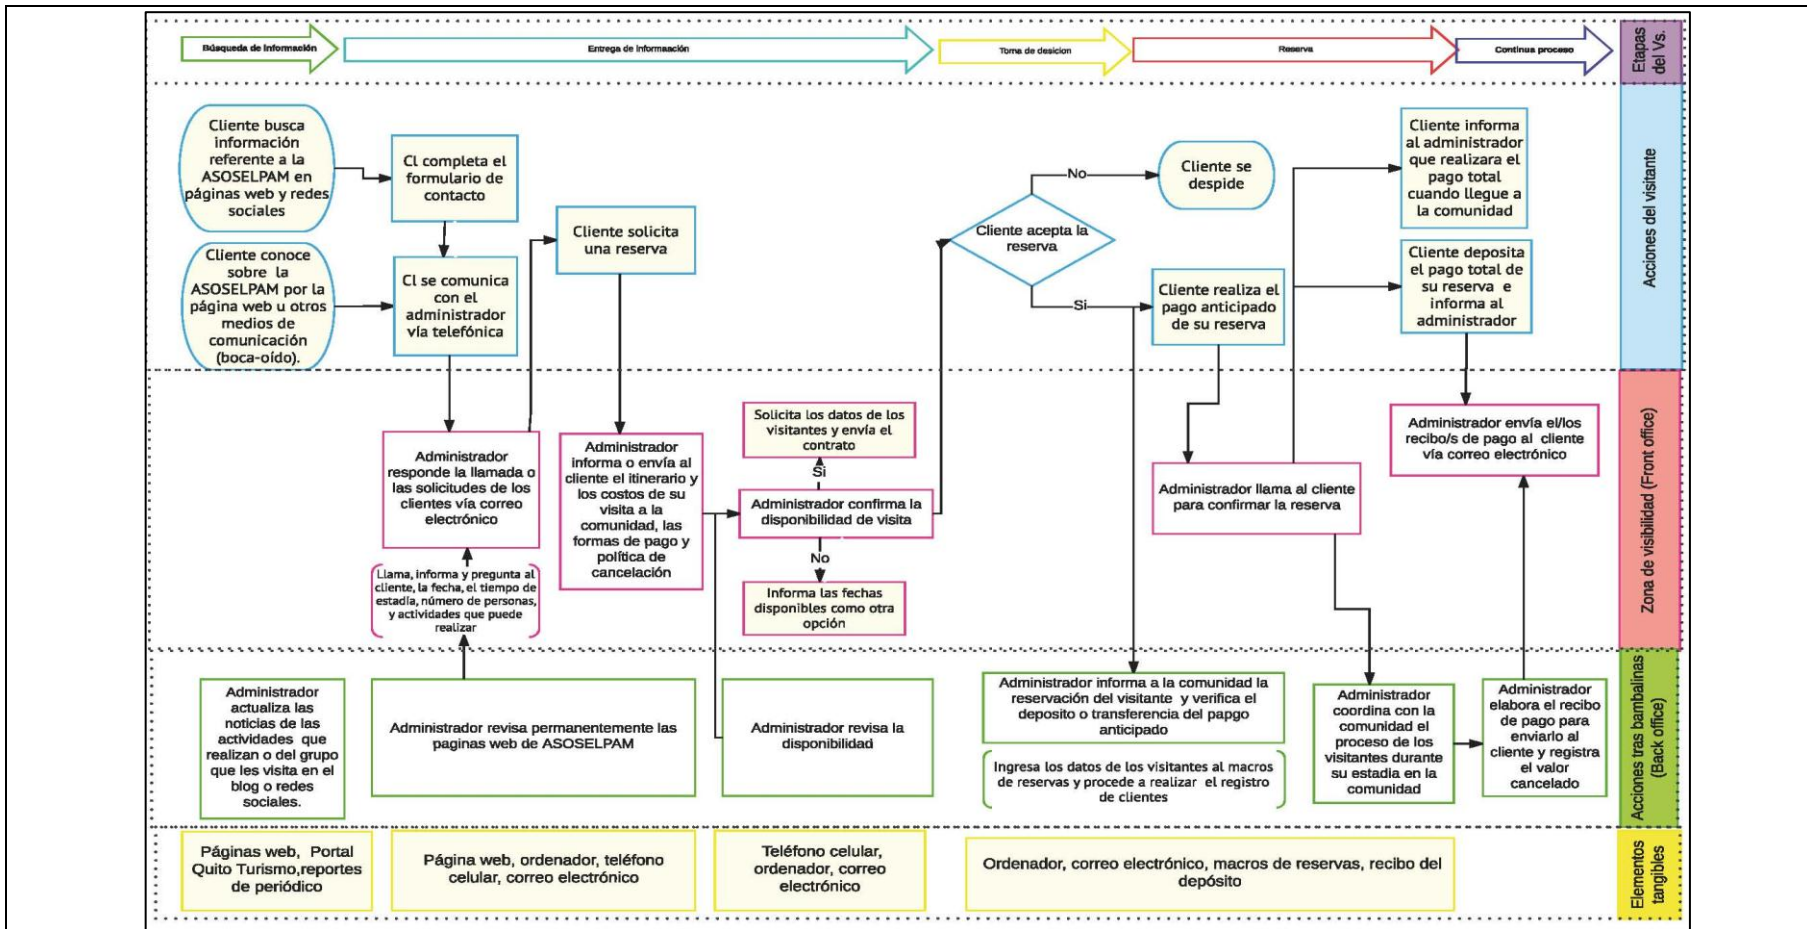 Búsqueda de información
Entrega de informaación
Toma de desicion
Reserva
Continua proceso
Etapas
del Vs.
Cliente busca
información
referente a la
ASOSELPAM en
páginas web y redes
sociales
Cl completa el
formulario de
contacto
Cliente solicita
una reserva
Cliente conoce
sobre la
ASOSELPAM por la
página web u otros
medios de
comunicación
(boca-oído).
Cl se comunica
con el
administrador
vía telefónica
Cliente acepta la
reserva
No
Cliente se
despide
Si
Cliente realiza el
pago anticipado
de su reserva
Cliente informa
al administrador
que realizara el
pago total
cuando llegue a
la comunidad
Cliente deposita
el pago total de
su reserva e
informa al
administrador
Acciones del visitante
Administrador
responde la llamada o
las solicitudes de los
clientes vía correo
electrónico
Llama, informa y pregunta al
cliente, la fecha, el tiempo de
estadía, número de personas,
y actividades que puede
realizar
Administrador
informa o envía al
cliente el itinerario y
los costos de su
visita a la
comunidad, las
formas de pago y
política de
cancelación
Solicita los datos de los
visitantes y envía el
contrato
Si
Administrador confirma la
disponibilidad de visita
No
Informa las fechas
disponibles como otra
opción
Administrador llama al cliente
para confirmar la reserva
Administrador envía el/los
recibo/s de pago al cliente
vía correo electrónico
Zona de visibilidad (Front office)
Administrador
actualiza las
noticias de las
actividades que
realizan o del grupo
que les visita en el
blog o redes
sociales.
Administrador revisa permanentemente las
paginas web de ASOSELPAM
Administrador revisa la
disponibilidad
Administrador informa a la comunidad la
reservación del visitante y verifica el
deposito o transferencia del papgo
anticipado
Ingresa los datos de los visitantes al macros
de reservas y procede a realizar el registro
de clientes
Administrador
coordina con la
comunidad el
proceso de los
visitantes durante
su estadia en la
comunidad
Administrador
elabora el recibo
de pago para
enviarlo al
cliente y registra
el valor
cancelado
Acciones tras bambalinas
(Back office)
Páginas web, Portal
Quito Turismo,reportes
de periódico
Página web, ordenador, teléfono
celular, correo electrónico
Teléfono celular,
ordenador, correo
electrónico
Ordenador, correo electrónico, macros de reservas, recibo del
depósito
Elementos
tangibles